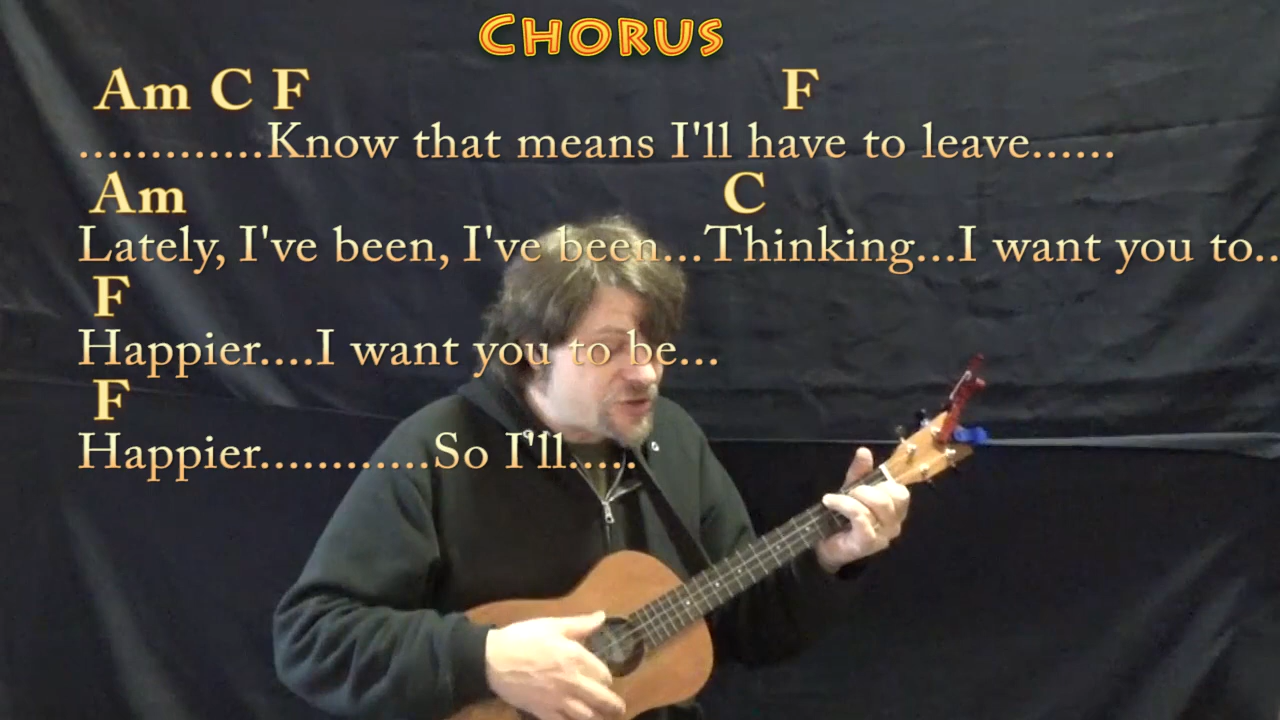 CHORUS
Am C F F
.............Know that means I'll have to leave......
Am C
Lately, I've been, I've been...Thinking...I want you to..
F
Happier....I want you to be...
F
Happier............So I'll.....